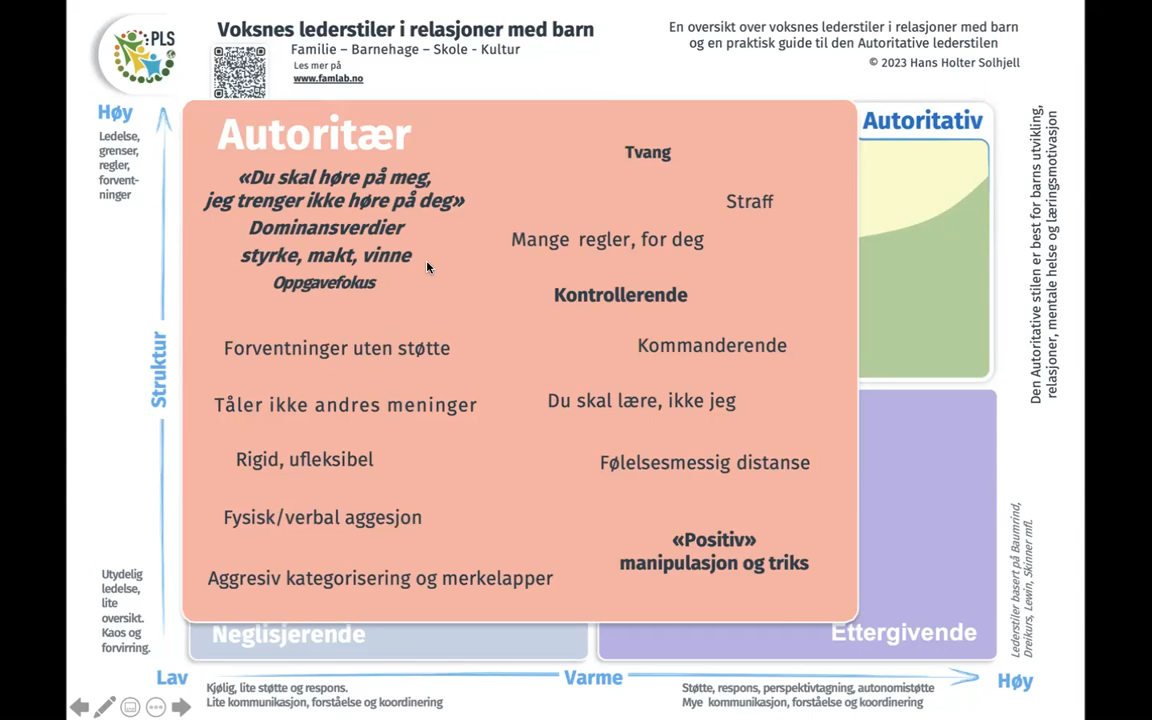 PLS
Voksnes lederstiler i relasjoner med barn
Familie – Barnehage – Skole - Kultur
Les mer på
www.famlab.no
En oversikt over voksnes lederstiler i relasjoner med barn
og en praktisk guide til den Autoritative lederstilen
© 2023 Hans Holter Solhjell
Høy
Ledelse,
grenser,
regler,
forvent-
ninger
Struktur
Utydelig
ledelse,
lite
oversikt.
Kaos og
forvirring.
Autoritær
«Du skal høre på meg,
jeg trenger ikke høre på deg»
Dominansverdier
styrke, makt, vinne
Oppgavefokus
Forventninger uten støtte
Tåler ikke andres meninger
Rigid, ufleksibel
Fysisk/verbal aggesjon
Aggresiv kategorisering og merkelapper
Tvang
Straff
Mange regler, for deg
Kontrollerende
Kommanderende
Du skal lære, ikke jeg
Følelsesmessig distanse
«Positiv»
manipulasjon og triks
Autoritativ
Neglisjerende
Ettergivende
Den Autoritative stilen er best for barns utvikling,
relasjoner, mentale helse og læringsmotivasjon
Lederstiler basert på Baumrind,
Dreikurs, Lewin, Skinner mfl.
Lav
Varme
Høy
Kjølig, lite støtte og respons.
Lite kommunikasjon, forståelse og koordinering
Støtte, respons, perspektivtagning, autonomistøtte
Mye kommunikasjon, forståelse og koordinering